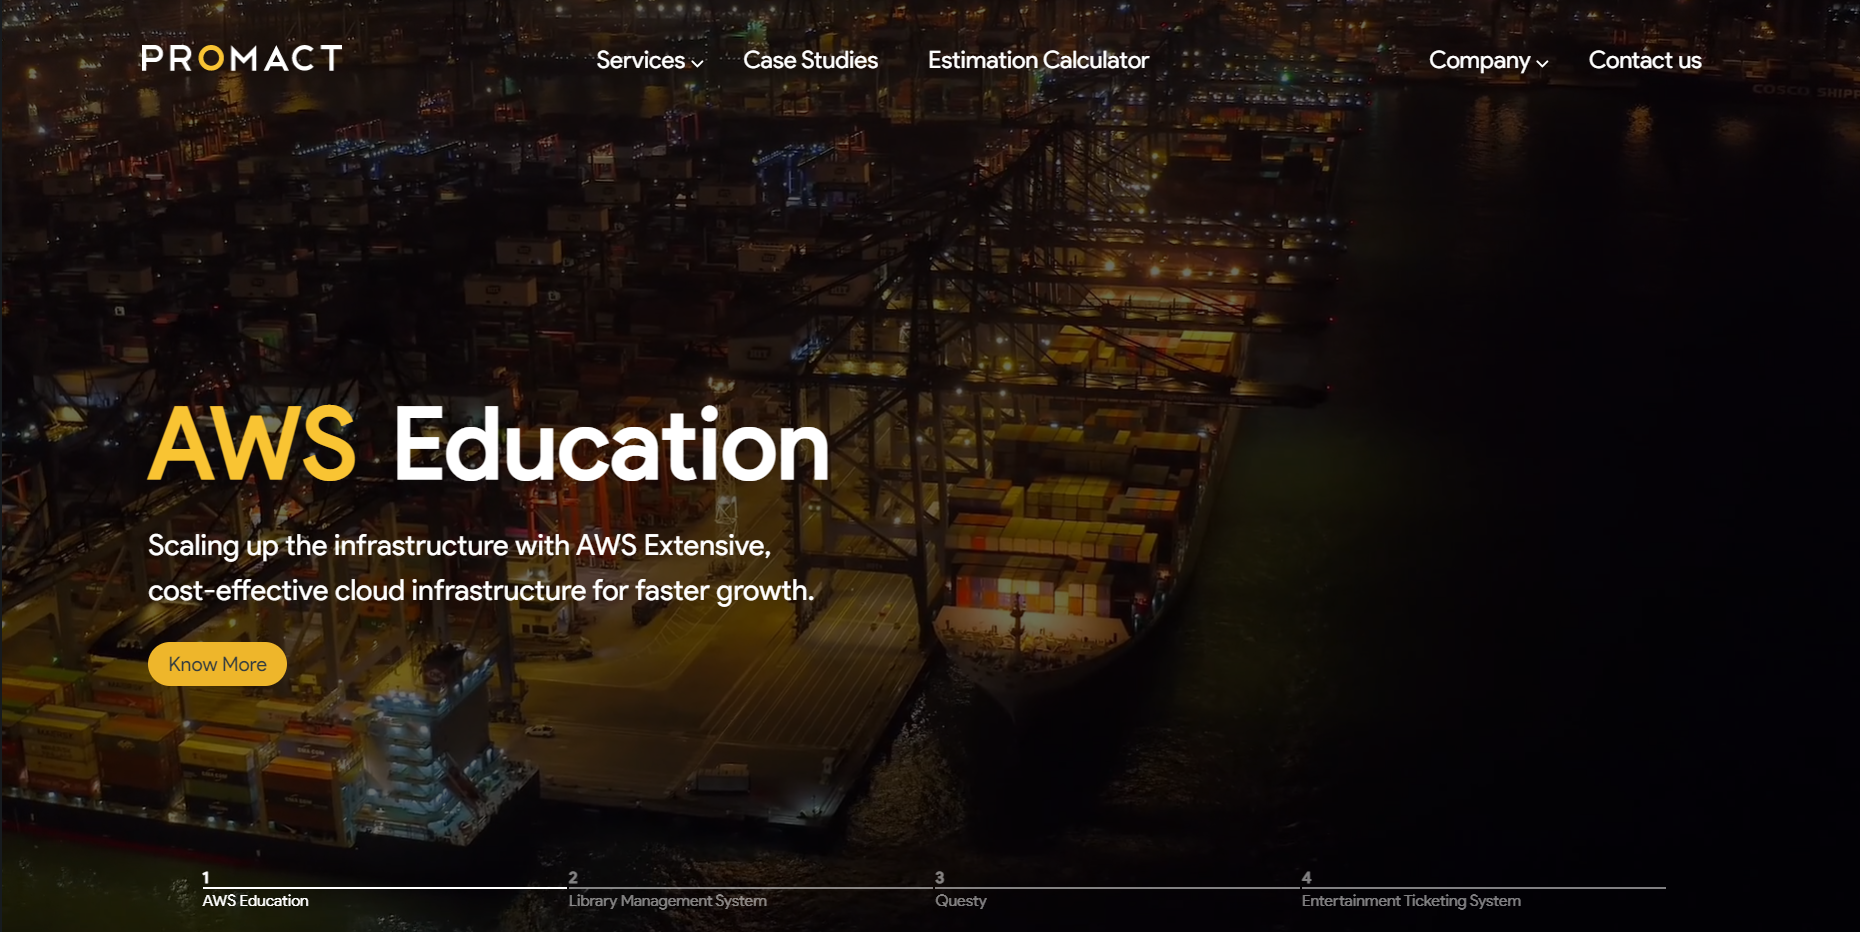 PROMACT
Services
Case Studies
Estimation Calculator
Company
Contact us
COSCO SHIPP
AWS Education
Scaling up the infrastructure with AWS Extensive,
cost-effective cloud infrastructure for faster growth.
Know More
1
AWS Education
2
Library Management System
3
Questy
4
Entertainment Ticketing System